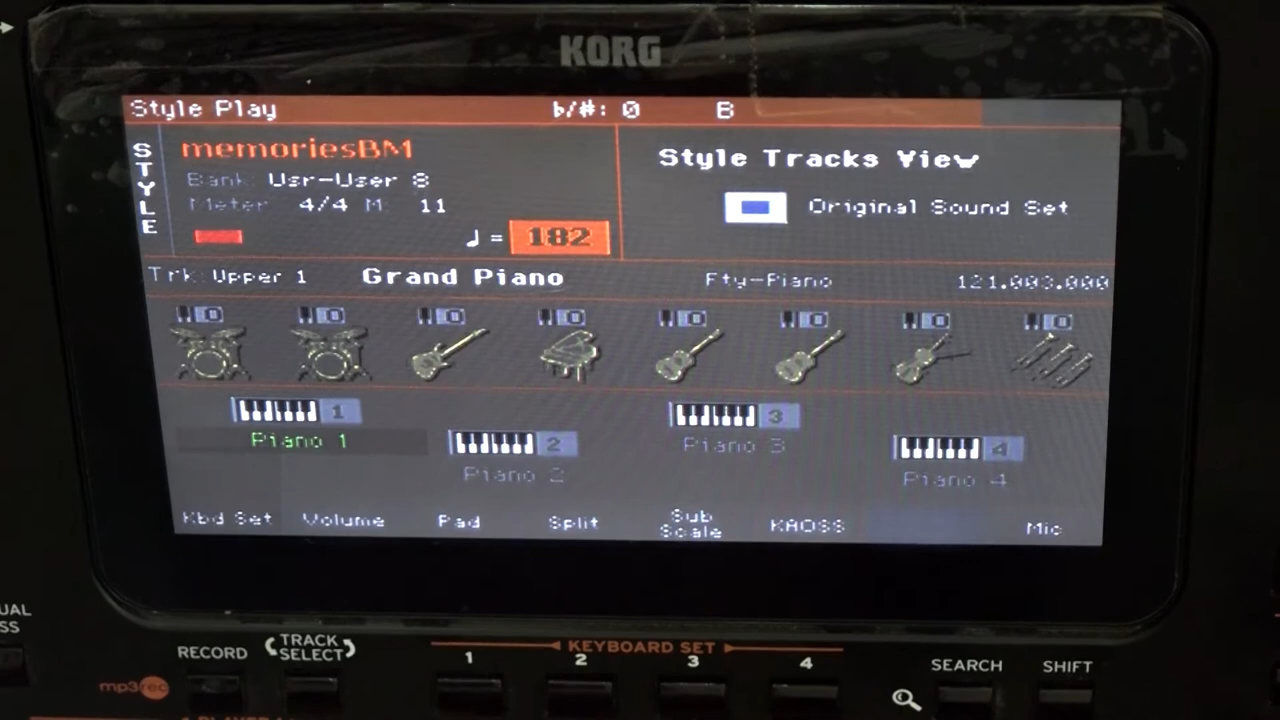 KORG
Style Play b/#: 0 B
STYLE
memoriesBM
Bank: Usr-User 8
Meter 4/4 M: 11
♩ = 182
Style Tracks View
Original Sound Set
Trk: Upper 1 Grand Piano Fty-Piano 121.003.000
1
Piano 1
2
Piano 2
3
Piano 3
4
Piano 4
Kbd Set Volume Pad Split Sub Scale KAOSS Mic
RECORD
TRACK SELECT
KEYBOARD SET
1 2 3 4
SEARCH
SHIFT
mp3rec